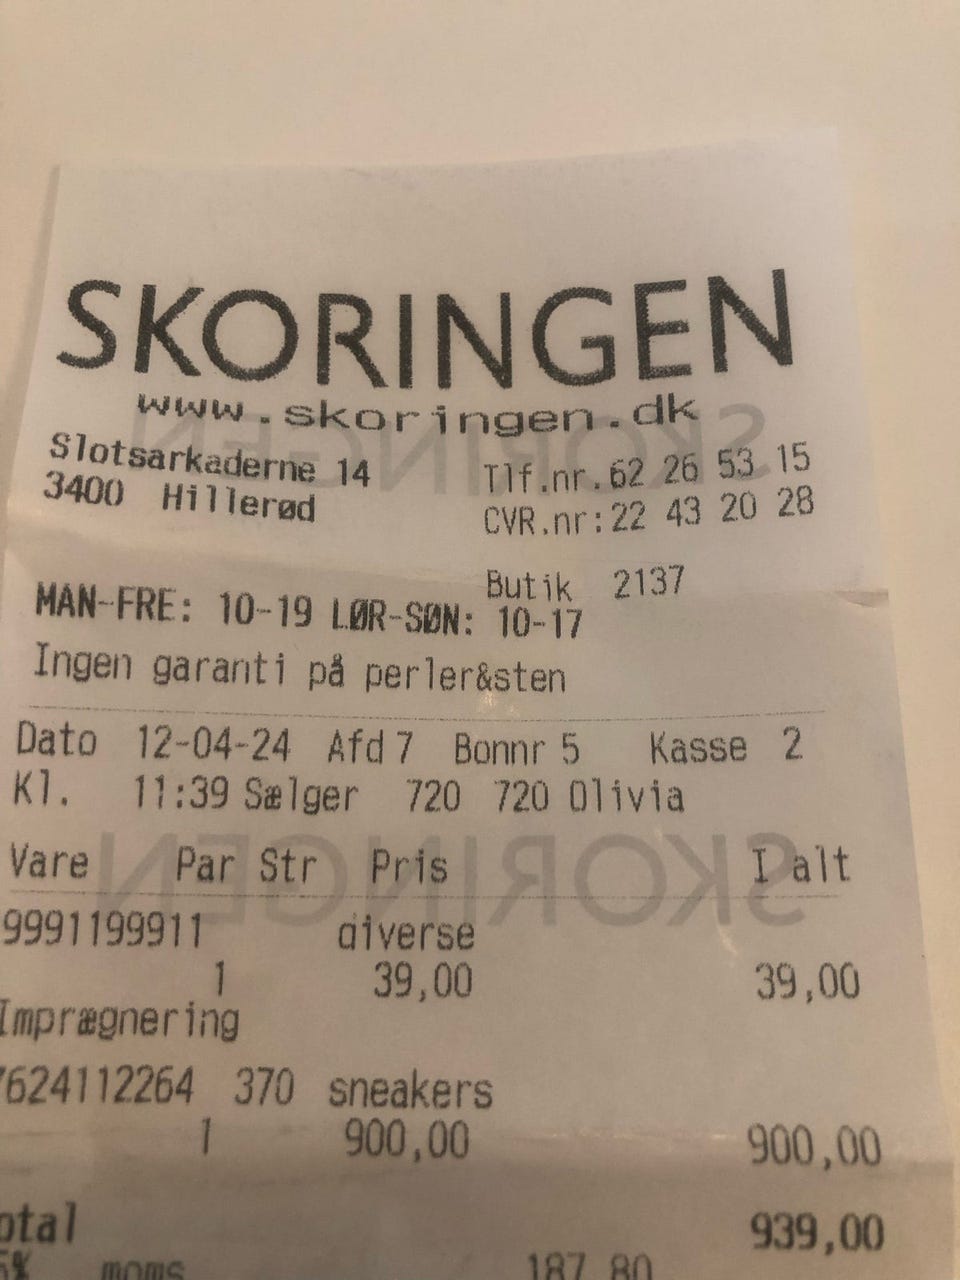 SKORINGEN
www.skoringen.dk
Slotsarkaderne 14 Tlf.nr.62 26 53 15
3400 Hillerød CVR.nr:22 43 20 28
Butik 2137
MAN-FRE: 10-19 LØR-SØN: 10-17
Ingen garanti på perler&sten
Dato 12-04-24 Afd 7 Bonnr 5 Kasse 2
Kl. 11:39 Sælger 720 720 Olivia
Vare Par Str Pris I alt
9991199911 diverse
1 39,00 39,00
Imprægnering
7624112264 370 sneakers
1 900,00 900,00
otal 939,00
5% moms 187,80